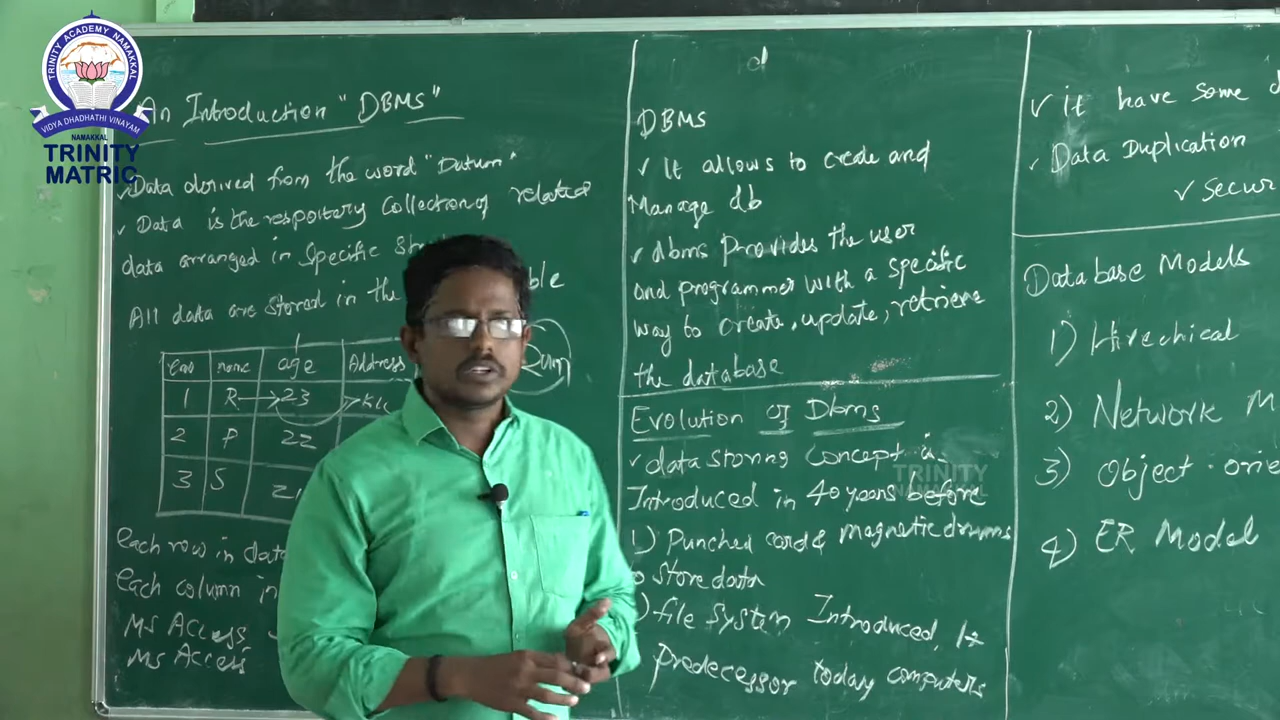 TRINITY ACADEMY NAMAKKAL
VIDYA DHADHATHI VINAYAM
NAMAKKAL
TRINITY
MATRIC
An Introduction "DBMS"
✓ Data derived from the word "Datum"
✓ Data is the respoitery Collection of related
data arranged in Specific
All data are stored in the
name age Address
1 R → 23
2 P 22
3 S
Each row in data
Each column in
MS Access
MS Access
DBMS
✓ It allows to create and
Manage db
✓ dbms provides the user
and programmer with a specific
way to create, update, retrieve
the database
Evolution of Dbms
✓ data storing concept is
Introduced in 40 years before
1) Punched card & magnetic drums
to store data
) file System Introduced, It
predecessor today computers
TRINITY
NAMAKKAL
✓ it have some
✓ Data Duplication
✓ Secur
Database Models
1) Hirechical
2) Network M
3) Object-orie
4) ER Model